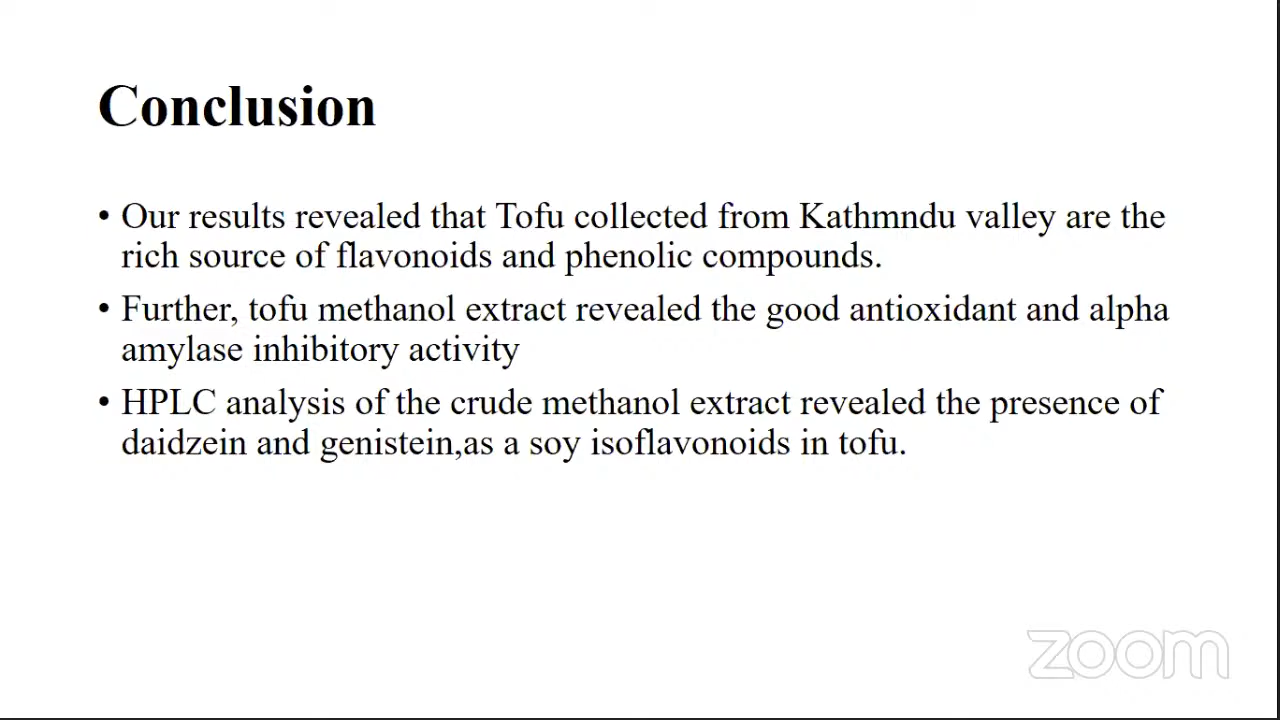 Conclusion
• Our results revealed that Tofu collected from Kathmndu valley are the
rich source of flavonoids and phenolic compounds.
• Further, tofu methanol extract revealed the good antioxidant and alpha
amylase inhibitory activity
• HPLC analysis of the crude methanol extract revealed the presence of
daidzein and genistein,as a soy isoflavonoids in tofu.
zoom